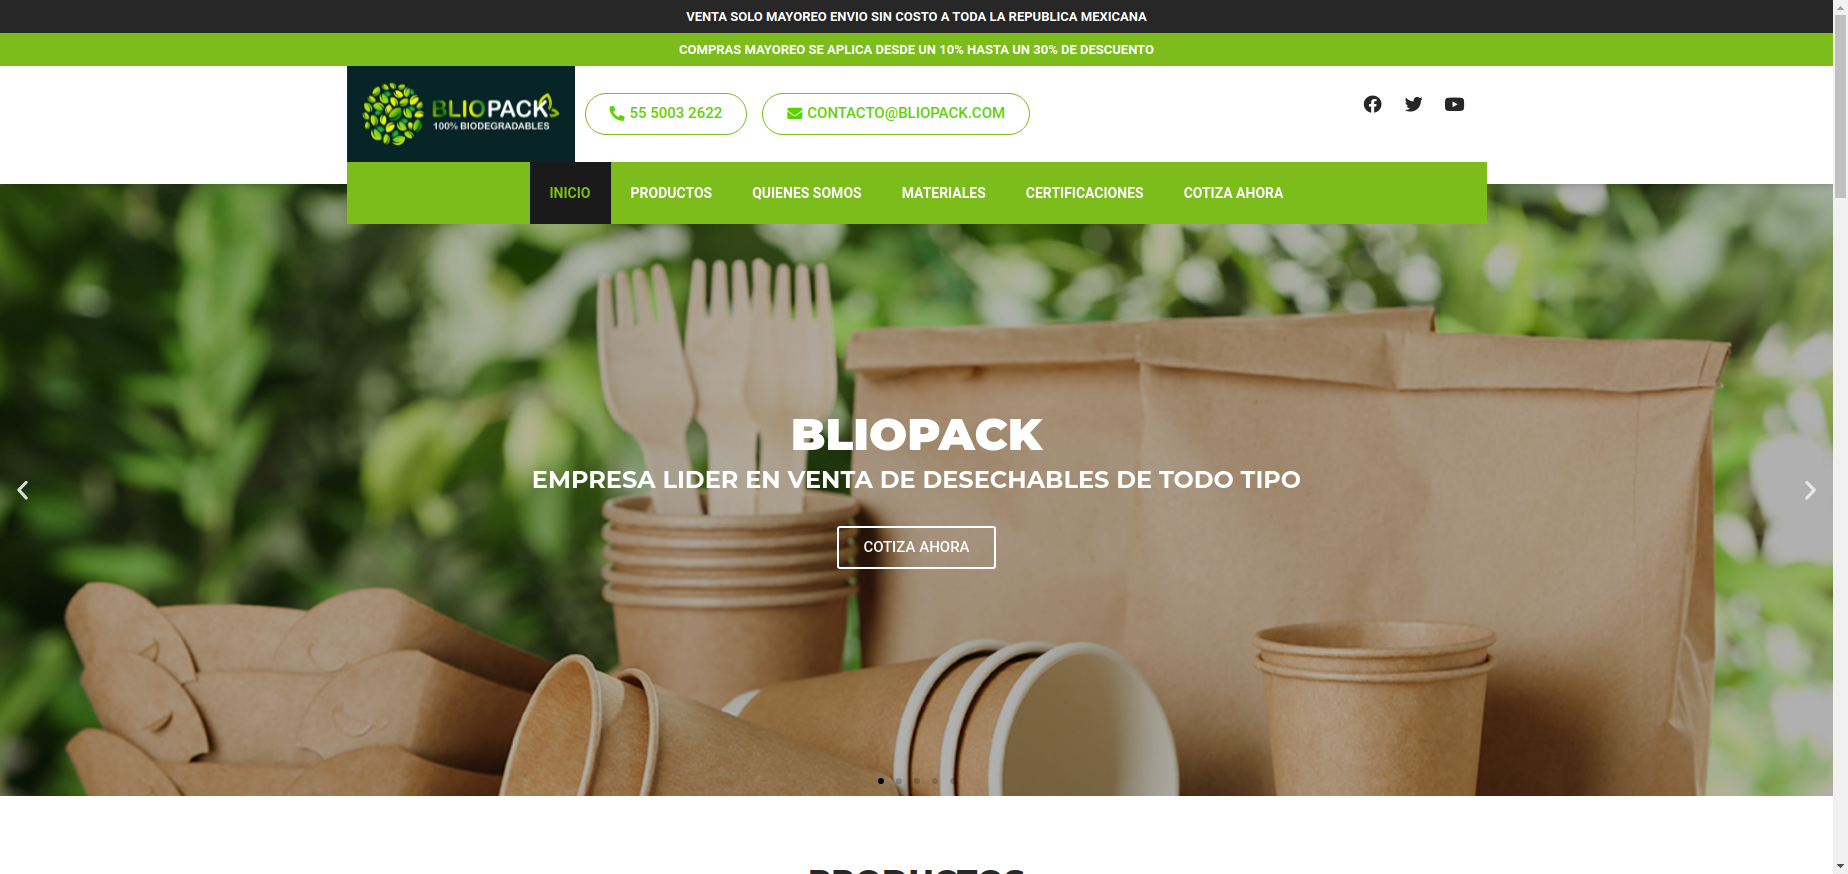 VENTA SOLO MAYOREO ENVIO SIN COSTO A TODA LA REPUBLICA MEXICANA
COMPRAS MAYOREO SE APLICA DESDE UN 10% HASTA UN 30% DE DESCUENTO
BLIOPACK
100% BIODEGRADABLES
55 5003 2622
CONTACTO@BLIOPACK.COM
INICIO
PRODUCTOS
QUIENES SOMOS
MATERIALES
CERTIFICACIONES
COTIZA AHORA
BLIOPACK
EMPRESA LIDER EN VENTA DE DESECHABLES DE TODO TIPO
COTIZA AHORA
PRODUCTOS